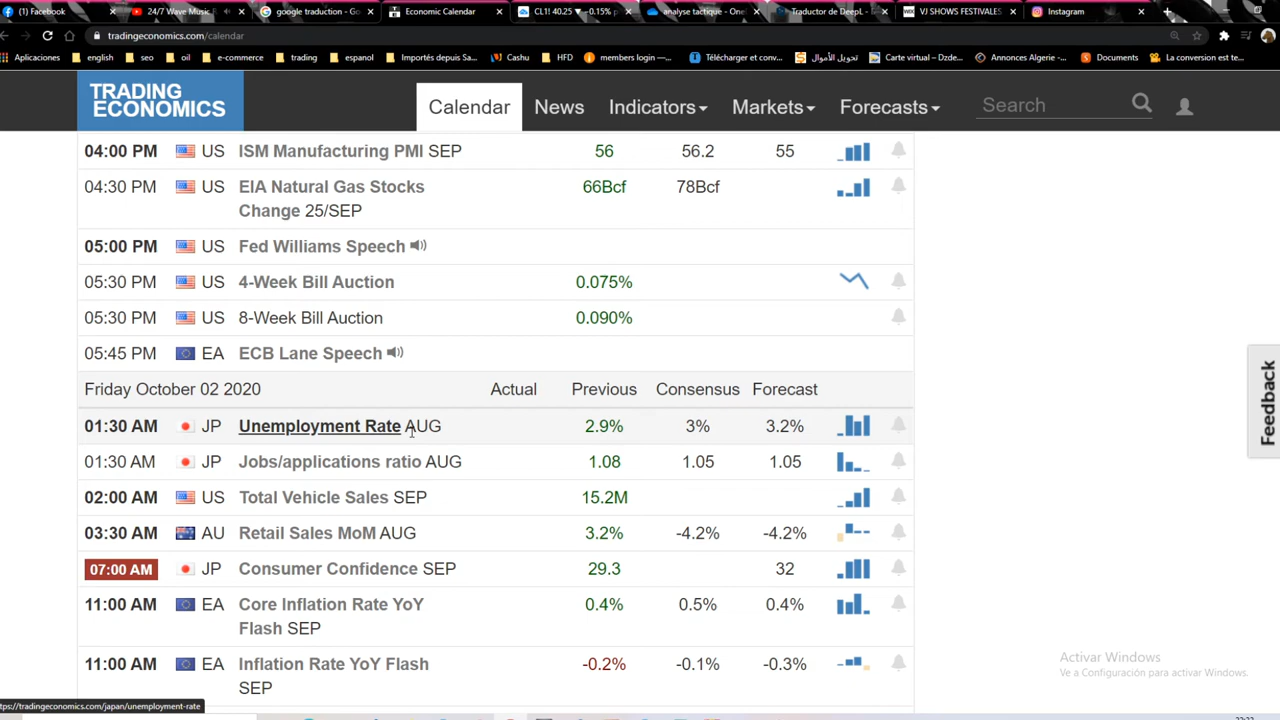 (1) Facebook
24/7 Wave Music
google traduction - Go
Economic Calendar
CL1! 40.25 ▼ −0.15%
analyse tactique - One
Traductor de DeepL -
WIX VJ SHOWS FESTIVALES
Instagram
tradingeconomics.com/calendar
Aplicaciones english seo oil e-commerce trading espanol Importés depuis Sa... Cashu HFD members login —... Télécharger et conv... تحويل الأموال Carte virtual – Dzde... Annonces Algerie -... Documents La conversion est te...
TRADING
ECONOMICS
Calendar News Indicators Markets Forecasts Search
04:00 PM US ISM Manufacturing PMI SEP 56 56.2 55
04:30 PM US EIA Natural Gas Stocks
Change 25/SEP 66Bcf 78Bcf
05:00 PM US Fed Williams Speech
05:30 PM US 4-Week Bill Auction 0.075%
05:30 PM US 8-Week Bill Auction 0.090%
05:45 PM EA ECB Lane Speech
Friday October 02 2020 Actual Previous Consensus Forecast
01:30 AM JP Unemployment Rate AUG 2.9% 3% 3.2%
01:30 AM JP Jobs/applications ratio AUG 1.08 1.05 1.05
02:00 AM US Total Vehicle Sales SEP 15.2M
03:30 AM AU Retail Sales MoM AUG 3.2% -4.2% -4.2%
07:00 AM JP Consumer Confidence SEP 29.3 32
11:00 AM EA Core Inflation Rate YoY
Flash SEP 0.4% 0.5% 0.4%
11:00 AM EA Inflation Rate YoY Flash
SEP -0.2% -0.1% -0.3%
Feedback
Activar Windows
Ve a Configuración para activar Windows.
ttps://tradingeconomics.com/japan/unemployment-rate